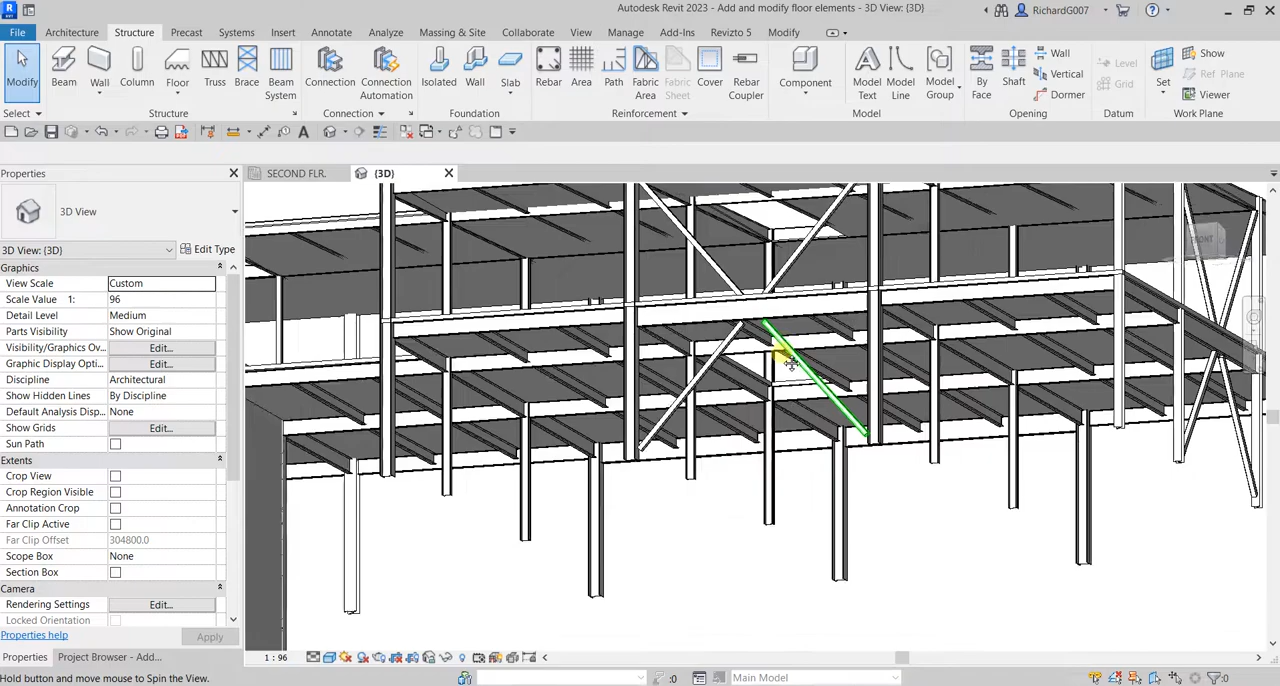 Autodesk Revit 2023 - Add and modify floor elements - 3D View: {3D}
RichardG007
File Architecture Structure Precast Systems Insert Annotate Analyze Massing & Site Collaborate View Manage Add-Ins Revizto 5 Modify
Modify Beam Wall Column Floor Truss Brace Beam System Connection Connection Automation Isolated Wall Slab Rebar Area Path Fabric Area Fabric Sheet Cover Rebar Coupler Component Model Text Model Line Model Group By Face Shaft Wall Vertical Dormer Level Grid Set Show Ref Plane Viewer
Select Structure Connection Foundation Reinforcement Model Opening Datum Work Plane
Properties
SECOND FLR.
{3D}
3D View
3D View: {3D}
Edit Type
Graphics
View Scale Custom
Scale Value 1: 96
Detail Level Medium
Parts Visibility Show Original
Visibility/Graphics Ov... Edit...
Graphic Display Opti... Edit...
Discipline Architectural
Show Hidden Lines By Discipline
Default Analysis Disp... None
Show Grids Edit...
Sun Path
Extents
Crop View
Crop Region Visible
Annotation Crop
Far Clip Active
Far Clip Offset 304800.0
Scope Box None
Section Box
Camera
Rendering Settings Edit...
Locked Orientation
Properties help
Apply
FRONT
Properties
Project Browser - Add...
1 : 96
Hold button and move mouse to Spin the View.
:0
Main Model
:0